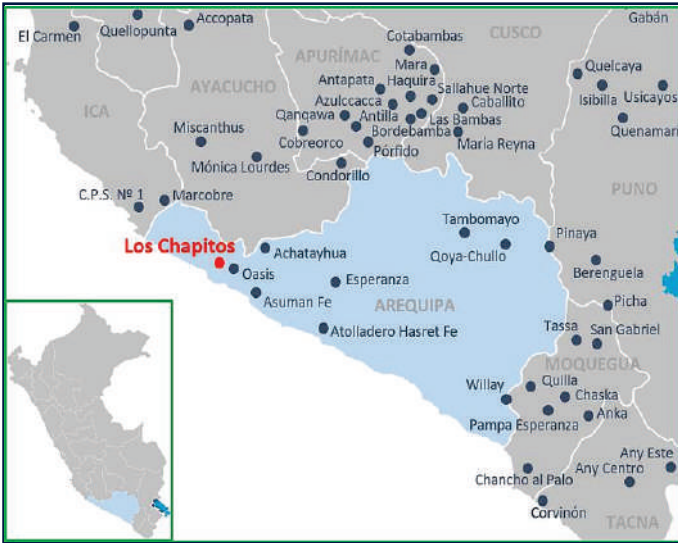 Gabán
Accopata
Quellopunta
El Carmen
Cotabambas
CUSCO
APURÍMAC
Mara
Haquira
Antapata
Sallahue Norte
Quelcaya
AYACUCHO
Azulccacca
Caballito
Isibilla
Usicayos
ICA
Qanqawa
Antilla
Las Bambas
Quenamari
Miscanthus
Bordebamba
Cobreorco
Maria Reyna
Pórfido
Mónica Lourdes
Condorillo
PUNO
C.P.S. Nº 1
Marcobre
Tambomayo
Los Chapitos
Achatayhua
Pinaya
Qoya-Chullo
Oasis
Esperanza
Berenguela
Asuman Fe
AREQUIPA
Picha
Atolladero Hasret Fe
Tassa
San Gabriel
MOQUEGUA
Willay
Quilla
Chaska
Pampa Esperanza
Anka
Any Este
Chancho al Palo
Any Centro
Corvinón
TACNA